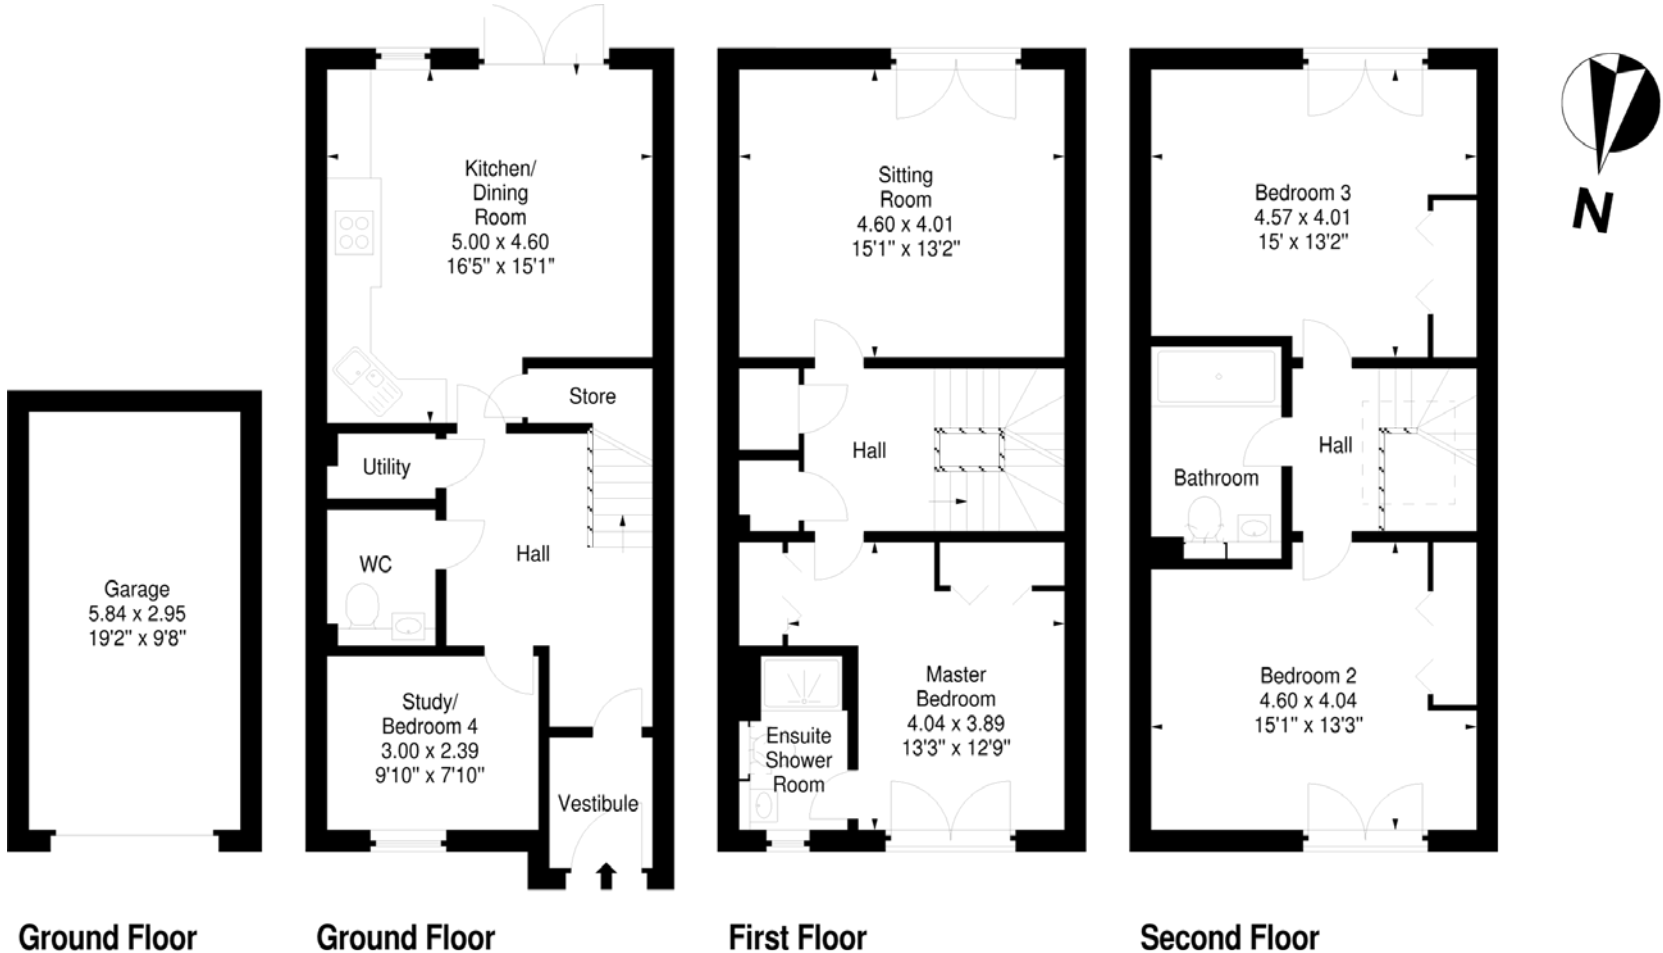 Garage
5.84 x 2.95
19'2" x 9'8"
Ground Floor
Kitchen/
Dining
Room
5.00 x 4.60
16'5" x 15'1"
Store
Utility
WC
Hall
Study/
Bedroom 4
3.00 x 2.39
9'10" x 7'10"
Vestibule
Ground Floor
Sitting
Room
4.60 x 4.01
15'1" x 13'2"
Hall
Master
Bedroom
4.04 x 3.89
13'3" x 12'9"
Ensuite
Shower
Room
First Floor
Bedroom 3
4.57 x 4.01
15' x 13'2"
Hall
Bathroom
Bedroom 2
4.60 x 4.04
15'1" x 13'3"
Second Floor
N